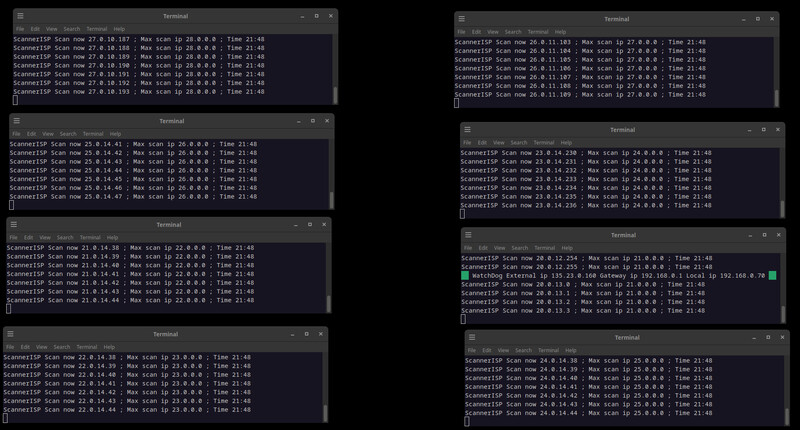 Terminal
File Edit View Search Terminal Help
ScannerISP Scan now 27.0.10.187 ; Max scan ip 28.0.0.0 ; Time 21:48
ScannerISP Scan now 27.0.10.188 ; Max scan ip 28.0.0.0 ; Time 21:48
ScannerISP Scan now 27.0.10.189 ; Max scan ip 28.0.0.0 ; Time 21:48
ScannerISP Scan now 27.0.10.190 ; Max scan ip 28.0.0.0 ; Time 21:48
ScannerISP Scan now 27.0.10.191 ; Max scan ip 28.0.0.0 ; Time 21:48
ScannerISP Scan now 27.0.10.192 ; Max scan ip 28.0.0.0 ; Time 21:48
ScannerISP Scan now 27.0.10.193 ; Max scan ip 28.0.0.0 ; Time 21:48
Terminal
File Edit View Search Terminal Help
ScannerISP Scan now 26.0.11.103 ; Max scan ip 27.0.0.0 ; Time 21:48
ScannerISP Scan now 26.0.11.104 ; Max scan ip 27.0.0.0 ; Time 21:48
ScannerISP Scan now 26.0.11.105 ; Max scan ip 27.0.0.0 ; Time 21:48
ScannerISP Scan now 26.0.11.106 ; Max scan ip 27.0.0.0 ; Time 21:48
ScannerISP Scan now 26.0.11.107 ; Max scan ip 27.0.0.0 ; Time 21:48
ScannerISP Scan now 26.0.11.108 ; Max scan ip 27.0.0.0 ; Time 21:48
ScannerISP Scan now 26.0.11.109 ; Max scan ip 27.0.0.0 ; Time 21:48
Terminal
File Edit View Search Terminal Help
ScannerISP Scan now 25.0.14.41 ; Max scan ip 26.0.0.0 ; Time 21:48
ScannerISP Scan now 25.0.14.42 ; Max scan ip 26.0.0.0 ; Time 21:48
ScannerISP Scan now 25.0.14.43 ; Max scan ip 26.0.0.0 ; Time 21:48
ScannerISP Scan now 25.0.14.44 ; Max scan ip 26.0.0.0 ; Time 21:48
ScannerISP Scan now 25.0.14.45 ; Max scan ip 26.0.0.0 ; Time 21:48
ScannerISP Scan now 25.0.14.46 ; Max scan ip 26.0.0.0 ; Time 21:48
ScannerISP Scan now 25.0.14.47 ; Max scan ip 26.0.0.0 ; Time 21:48
Terminal
File Edit View Search Terminal Help
ScannerISP Scan now 23.0.14.230 ; Max scan ip 24.0.0.0 ; Time 21:48
ScannerISP Scan now 23.0.14.231 ; Max scan ip 24.0.0.0 ; Time 21:48
ScannerISP Scan now 23.0.14.232 ; Max scan ip 24.0.0.0 ; Time 21:48
ScannerISP Scan now 23.0.14.233 ; Max scan ip 24.0.0.0 ; Time 21:48
ScannerISP Scan now 23.0.14.234 ; Max scan ip 24.0.0.0 ; Time 21:48
ScannerISP Scan now 23.0.14.235 ; Max scan ip 24.0.0.0 ; Time 21:48
ScannerISP Scan now 23.0.14.236 ; Max scan ip 24.0.0.0 ; Time 21:48
Terminal
File Edit View Search Terminal Help
ScannerISP Scan now 21.0.14.38 ; Max scan ip 22.0.0.0 ; Time 21:48
ScannerISP Scan now 21.0.14.39 ; Max scan ip 22.0.0.0 ; Time 21:48
ScannerISP Scan now 21.0.14.40 ; Max scan ip 22.0.0.0 ; Time 21:48
ScannerISP Scan now 21.0.14.41 ; Max scan ip 22.0.0.0 ; Time 21:48
ScannerISP Scan now 21.0.14.42 ; Max scan ip 22.0.0.0 ; Time 21:48
ScannerISP Scan now 21.0.14.43 ; Max scan ip 22.0.0.0 ; Time 21:48
ScannerISP Scan now 21.0.14.44 ; Max scan ip 22.0.0.0 ; Time 21:48
Terminal
File Edit View Search Terminal Help
ScannerISP Scan now 20.0.12.254 ; Max scan ip 21.0.0.0 ; Time 21:48
ScannerISP Scan now 20.0.12.255 ; Max scan ip 21.0.0.0 ; Time 21:48
WatchDog External ip 135.23.0.160 Gateway ip 192.168.0.1 Local ip 192.168.0.70
ScannerISP Scan now 20.0.13.0 ; Max scan ip 21.0.0.0 ; Time 21:48
ScannerISP Scan now 20.0.13.1 ; Max scan ip 21.0.0.0 ; Time 21:48
ScannerISP Scan now 20.0.13.2 ; Max scan ip 21.0.0.0 ; Time 21:48
ScannerISP Scan now 20.0.13.3 ; Max scan ip 21.0.0.0 ; Time 21:48
Terminal
File Edit View Search Terminal Help
ScannerISP Scan now 22.0.14.38 ; Max scan ip 23.0.0.0 ; Time 21:48
ScannerISP Scan now 22.0.14.39 ; Max scan ip 23.0.0.0 ; Time 21:48
ScannerISP Scan now 22.0.14.40 ; Max scan ip 23.0.0.0 ; Time 21:48
ScannerISP Scan now 22.0.14.41 ; Max scan ip 23.0.0.0 ; Time 21:48
ScannerISP Scan now 22.0.14.42 ; Max scan ip 23.0.0.0 ; Time 21:48
ScannerISP Scan now 22.0.14.43 ; Max scan ip 23.0.0.0 ; Time 21:48
ScannerISP Scan now 22.0.14.44 ; Max scan ip 23.0.0.0 ; Time 21:48
Terminal
File Edit View Search Terminal Help
ScannerISP Scan now 24.0.14.38 ; Max scan ip 25.0.0.0 ; Time 21:48
ScannerISP Scan now 24.0.14.39 ; Max scan ip 25.0.0.0 ; Time 21:48
ScannerISP Scan now 24.0.14.40 ; Max scan ip 25.0.0.0 ; Time 21:48
ScannerISP Scan now 24.0.14.41 ; Max scan ip 25.0.0.0 ; Time 21:48
ScannerISP Scan now 24.0.14.42 ; Max scan ip 25.0.0.0 ; Time 21:48
ScannerISP Scan now 24.0.14.43 ; Max scan ip 25.0.0.0 ; Time 21:48
ScannerISP Scan now 24.0.14.44 ; Max scan ip 25.0.0.0 ; Time 21:48